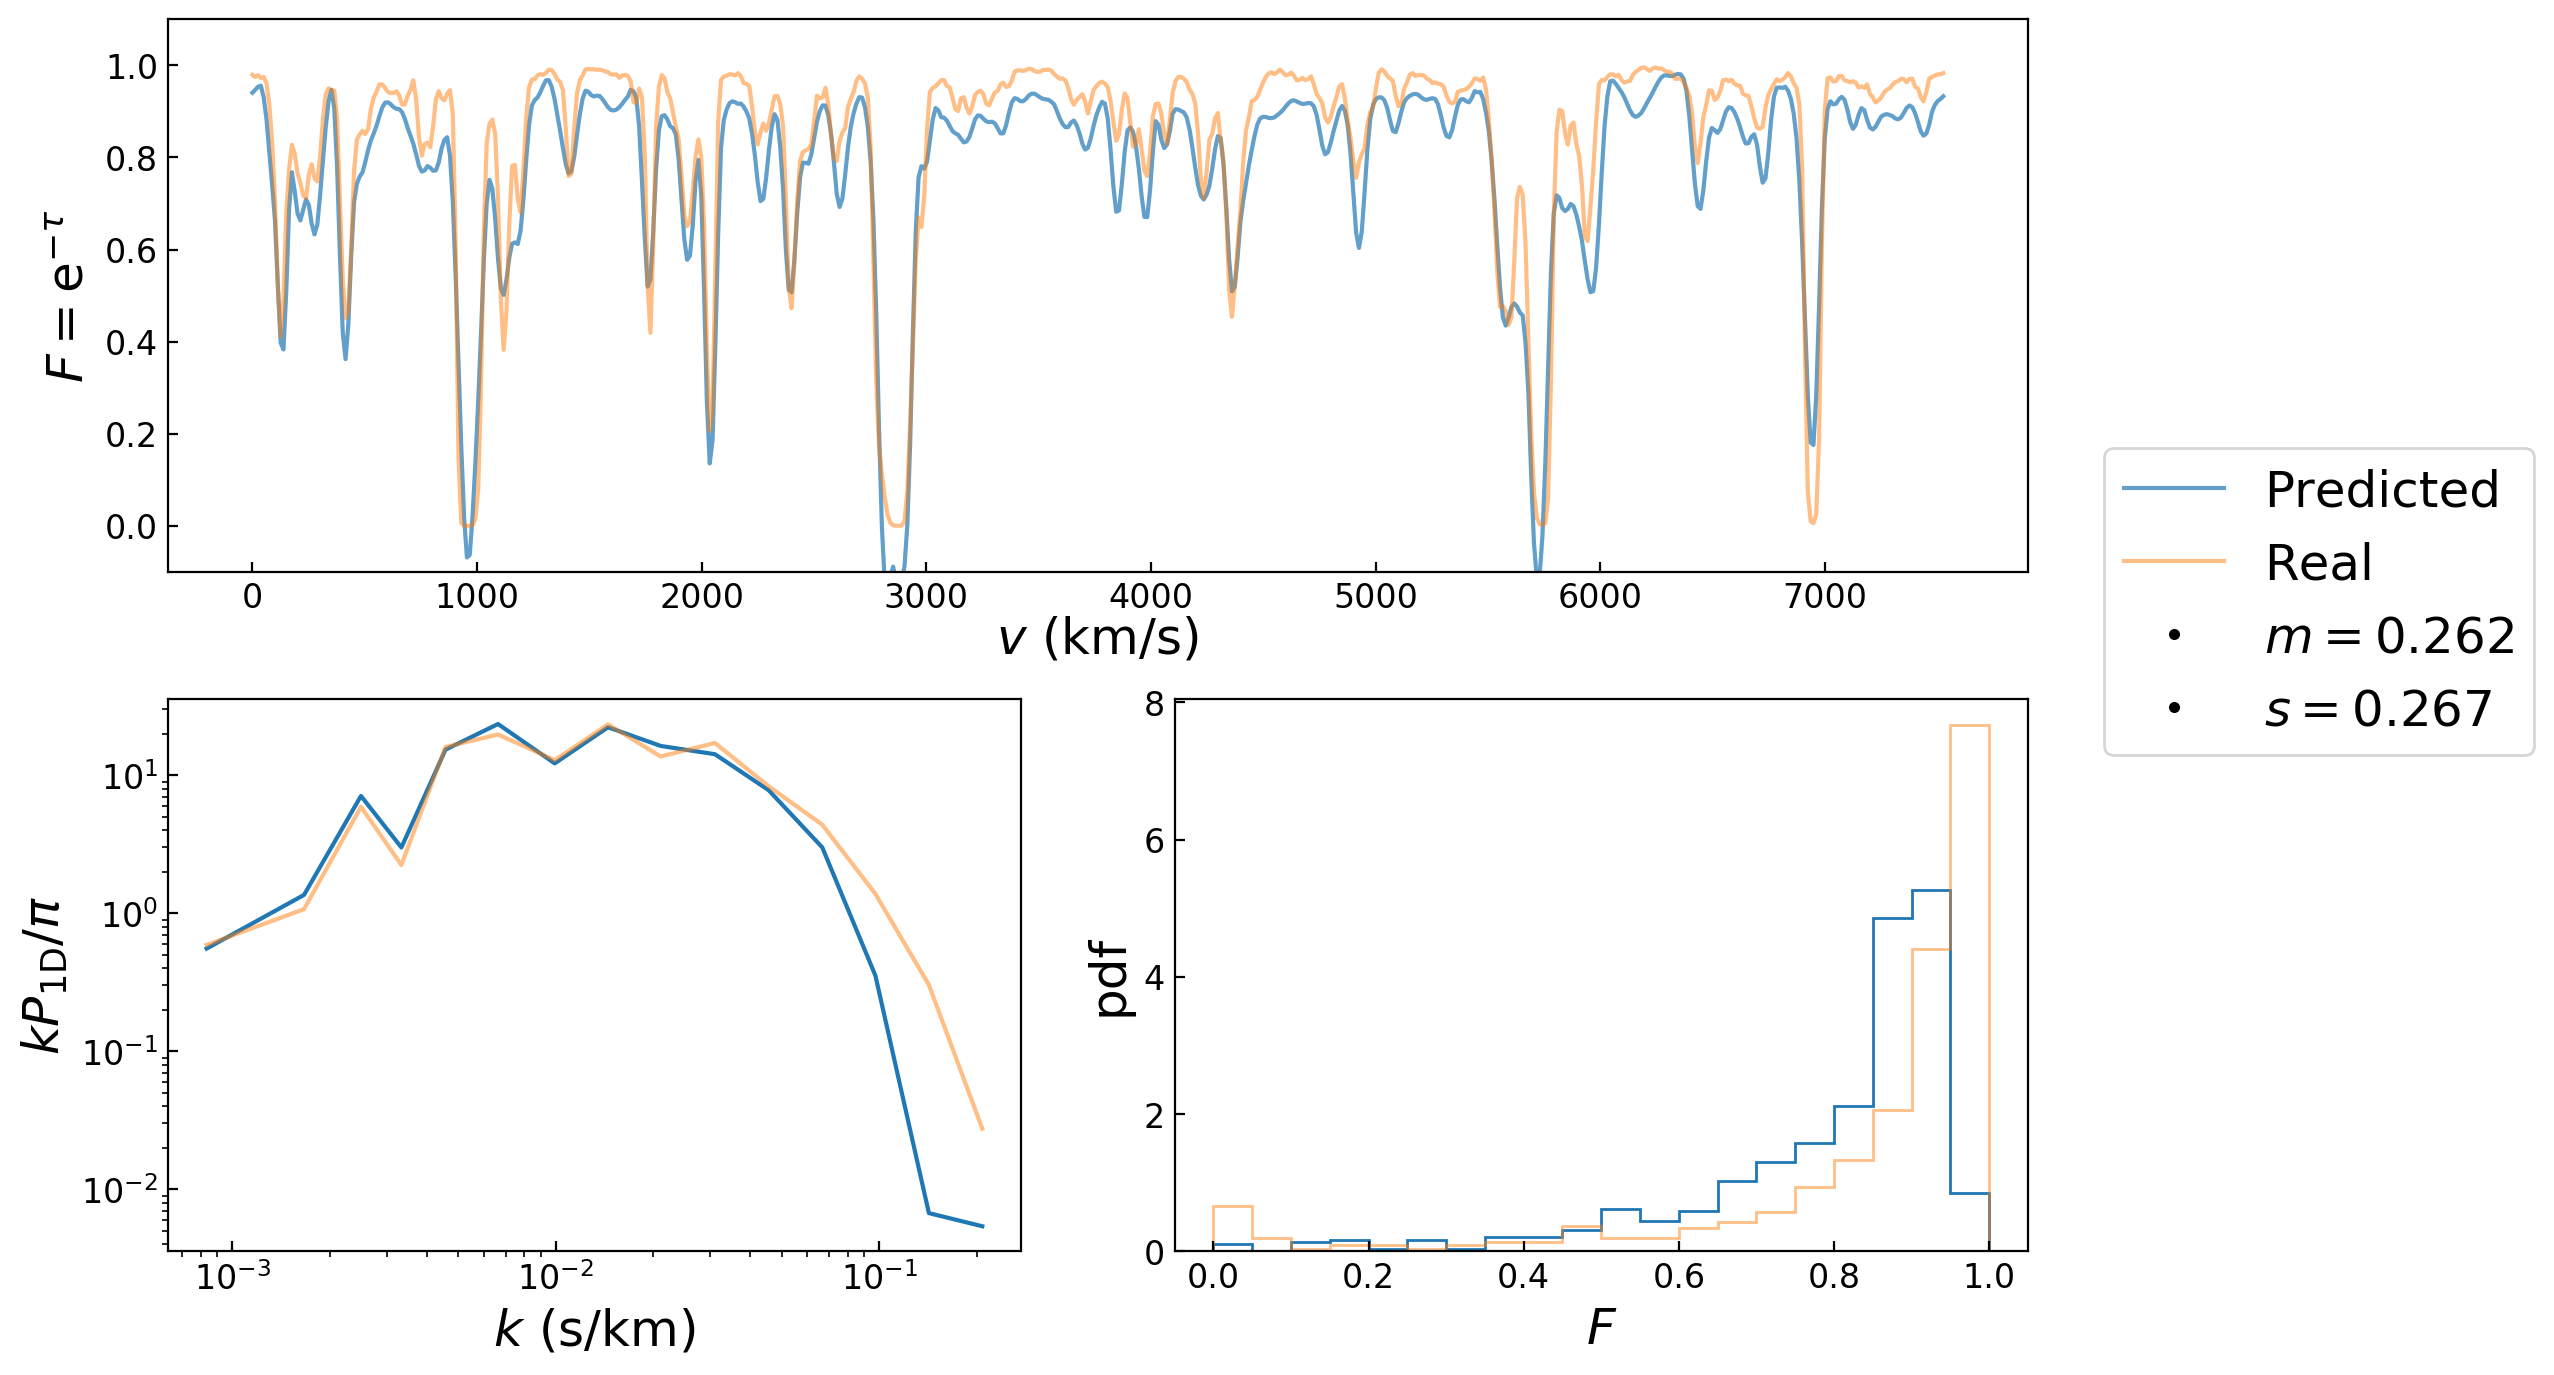 1.0
0.8
0.6
0.4
0.2
0.0
F = e^{−τ}
0 1000 2000 3000 4000 5000 6000 7000
v (km/s)
Predicted
Real
m = 0.262
s = 0.267
10^1
10^0
10^{−1}
10^{−2}
kP_{1D}/π
10^{−3} 10^{−2} 10^{−1}
k (s/km)
8
6
4
2
0
pdf
0.0 0.2 0.4 0.6 0.8 1.0
F